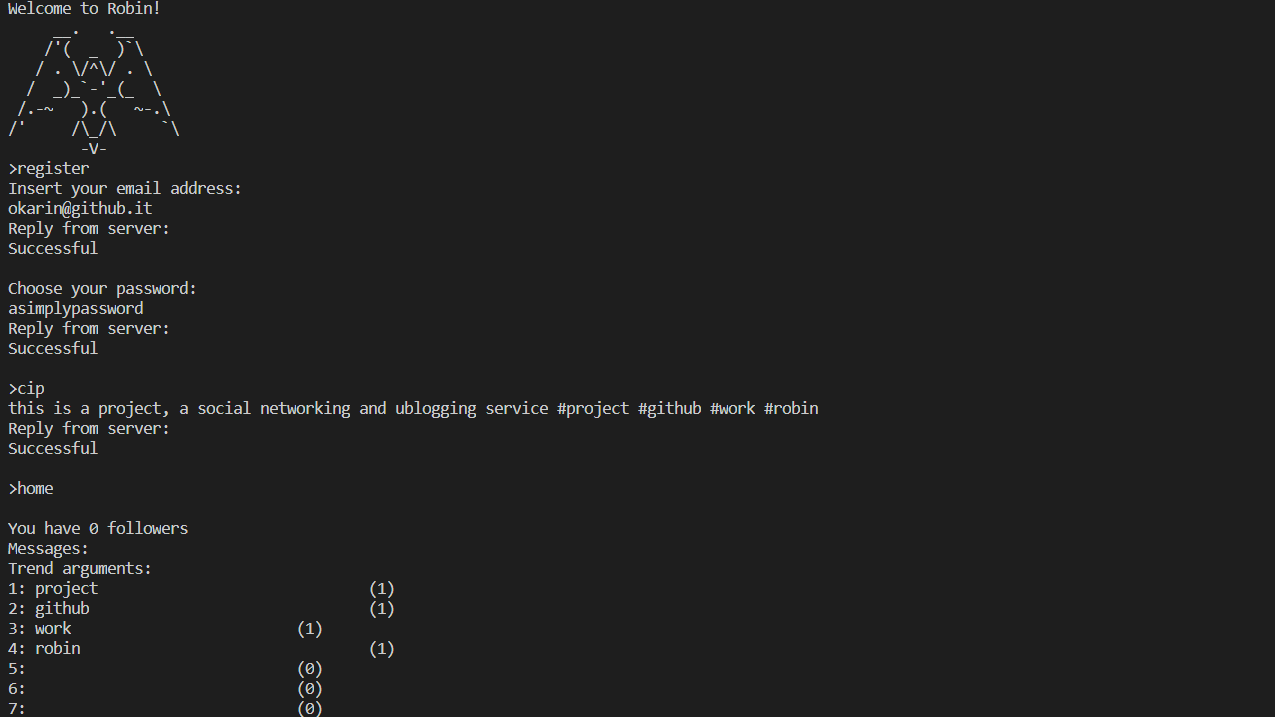 Welcome to Robin!
      __.   .__
    /'(  _  )`\
   / . \/^\/ . \
  /  _)_`-'_(_  \
 /.-~   ).(   ~-.\
/'     /\_/\     `\
        -V-
>register
Insert your email address:
okarin@github.it
Reply from server:
Successful

Choose your password:
asimplypassword
Reply from server:
Successful

>cip
this is a project, a social networking and ublogging service #project #github #work #robin
Reply from server:
Successful

>home

You have 0 followers
Messages:
Trend arguments:
1: project                              (1)
2: github                               (1)
3: work                         (1)
4: robin                                (1)
5:                              (0)
6:                              (0)
7:                              (0)